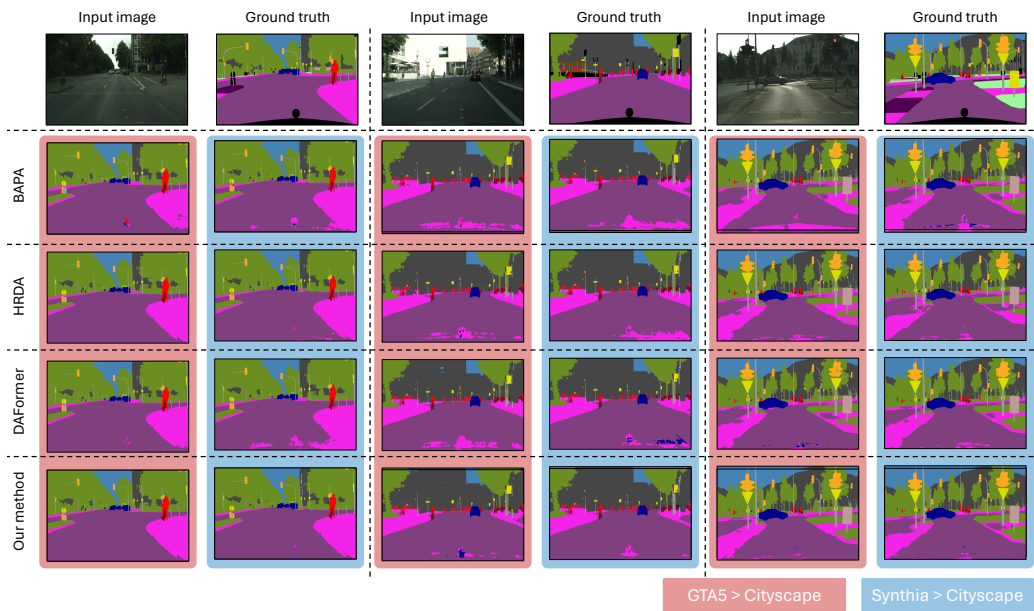 Input image
Ground truth
Input image
Ground truth
Input image
Ground truth
BAPA
HRDA
DAFormer
Our method
GTA5 > Cityscape
Synthia > Cityscape